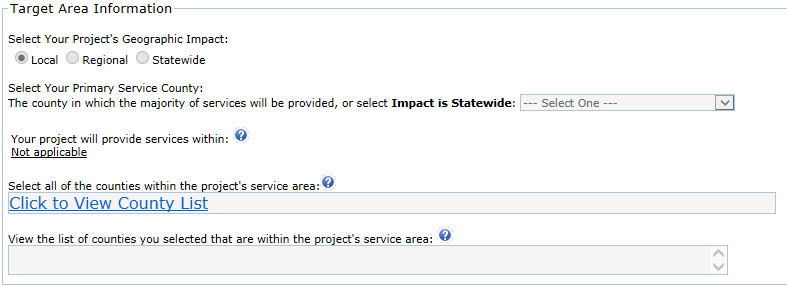 Target Area Information
Select Your Project's Geographic Impact:
Local Regional Statewide
Select Your Primary Service County:
The county in which the majority of services will be provided, or select Impact is Statewide: --- Select One ---
Your project will provide services within: ?
Not applicable
Select all of the counties within the project's service area: ?
Click to View County List
View the list of counties you selected that are within the project's service area: ?